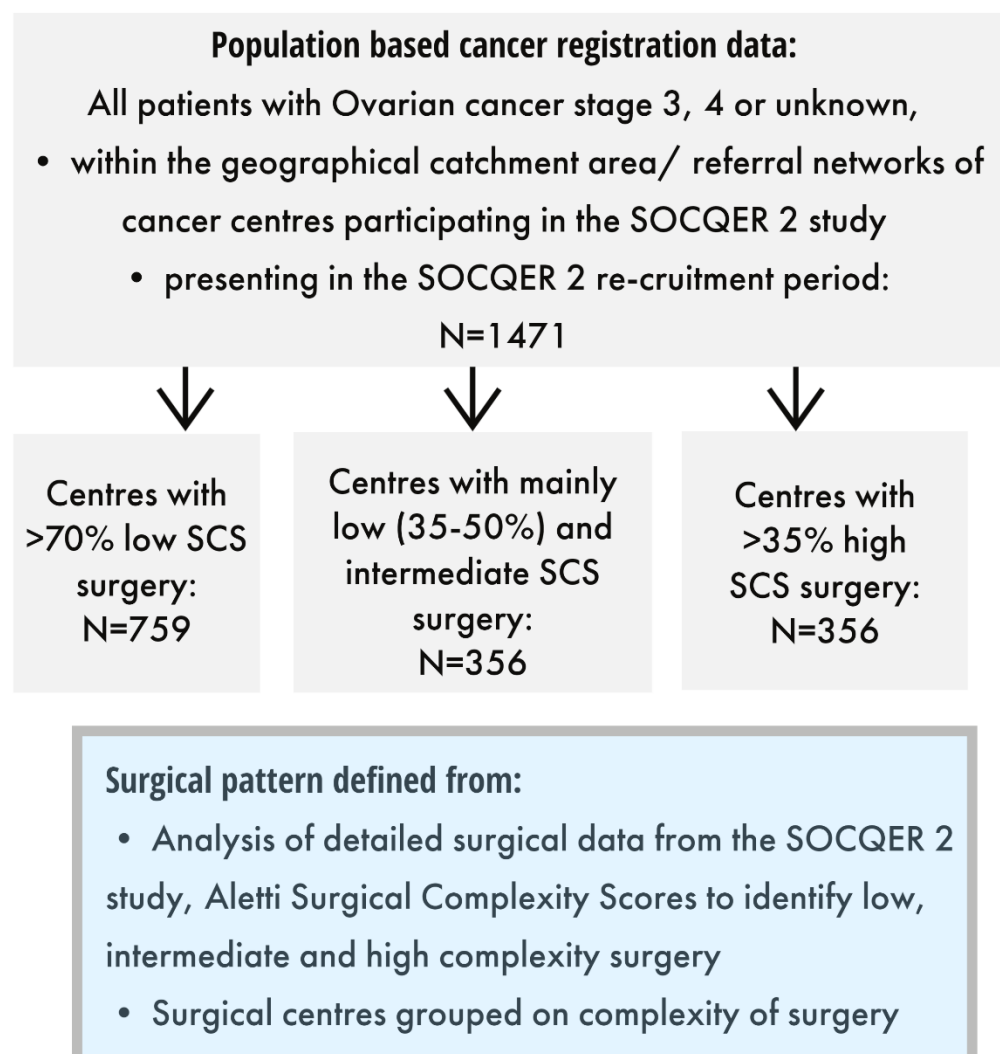 Population based cancer registration data:
All patients with Ovarian cancer stage 3, 4 or unknown,
• within the geographical catchment area/ referral networks of
cancer centres participating in the SOCQER 2 study
• presenting in the SOCQER 2 re-cruitment period:
N=1471
Centres with
>70% low SCS
surgery:
N=759
Centres with mainly
low (35-50%) and
intermediate SCS
surgery:
N=356
Centres with
>35% high
SCS surgery:
N=356
Surgical pattern defined from:
• Analysis of detailed surgical data from the SOCQER 2
study, Aletti Surgical Complexity Scores to identify low,
intermediate and high complexity surgery
• Surgical centres grouped on complexity of surgery